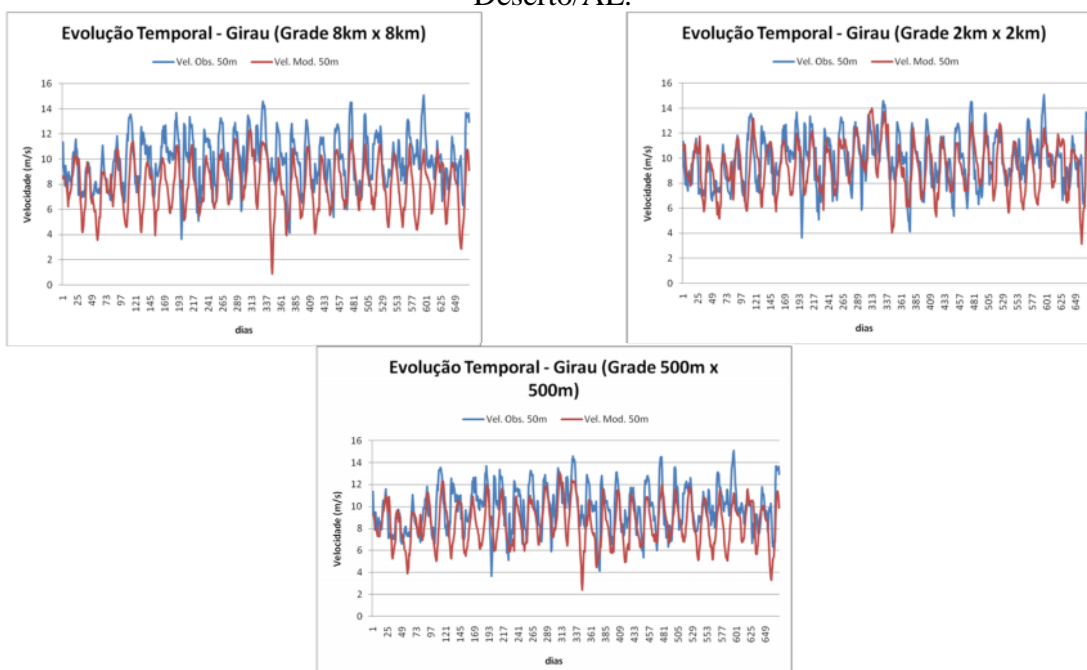 Deserto/AL.
Evolução Temporal - Girau (Grade 8km x 8km)
Vel. Obs. 50m Vel. Mod. 50m
Velocidade (m/s)
16
14
12
10
8
6
4
2
0
1 25 49 73 97 121 145 169 193 217 241 265 289 313 337 361 385 409 433 457 481 505 529 553 577 601 625 649
dias
Evolução Temporal - Girau (Grade 2km x 2km)
Vel. Obs. 50m Vel. Mod. 50m
Velocidade (m/s)
16
14
12
10
8
6
4
2
0
1 25 49 73 97 121 145 169 193 217 241 265 289 313 337 361 385 409 433 457 481 505 529 553 577 601 625 649
dias
Evolução Temporal - Girau (Grade 500m x
500m)
Vel. Obs. 50m Vel. Mod. 50m
Velocidade (m/s)
16
14
12
10
8
6
4
2
0
1 25 49 73 97 121 145 169 193 217 241 265 289 313 337 361 385 409 433 457 481 505 529 553 577 601 625 649
dias